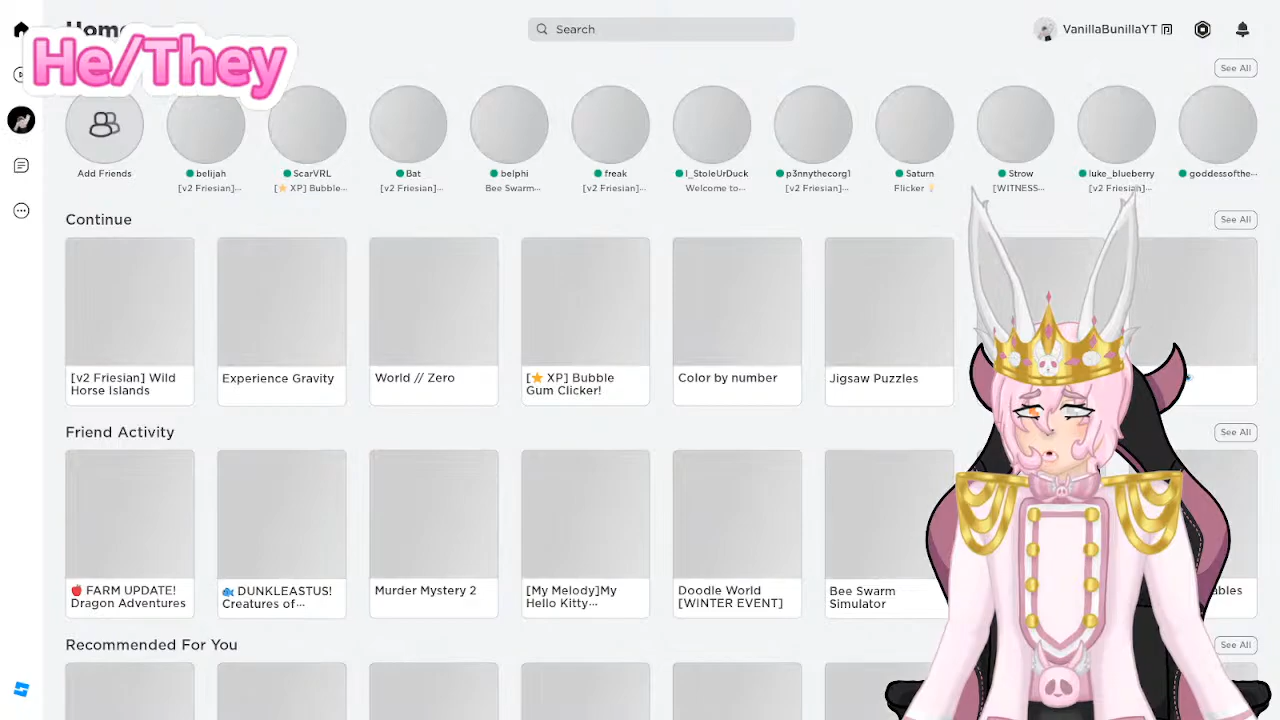 Home
He/They
Search
VanillaBunillaYT
See All
Add Friends
belijah
[v2 Friesian]...
ScarVRL
[⭐ XP] Bubble...
Bat
[v2 Friesian]...
belphi
Bee Swarm...
freak
[v2 Friesian]...
I_StoleUrDuck
Welcome to...
p3nnythecorg1
[v2 Friesian]...
Saturn
Flicker💡
Strow
[WITNESS...
luke_blueberry
[v2 Friesian]...
goddessofthe...
Continue
See All
[v2 Friesian] Wild
Horse Islands
Experience Gravity
World // Zero
[⭐ XP] Bubble
Gum Clicker!
Color by number
Jigsaw Puzzles
Friend Activity
See All
🍎 FARM UPDATE!
Dragon Adventures
🐟 DUNKLEASTUS!
Creatures of...
Murder Mystery 2
[My Melody]My
Hello Kitty...
Doodle World
[WINTER EVENT]
Bee Swarm
Simulator
Recommended For You
See All